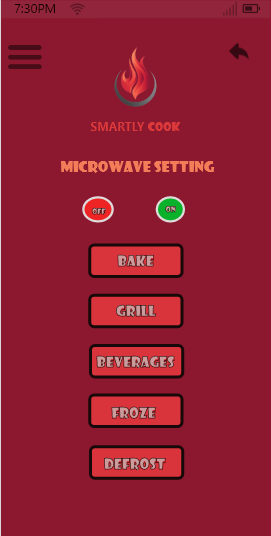 7:30PM
SMARTLY COOK
MICROWAVE SETTING
OFF
ON
BAKE
GRILL
BEVERAGES
FROZE
DEFROST